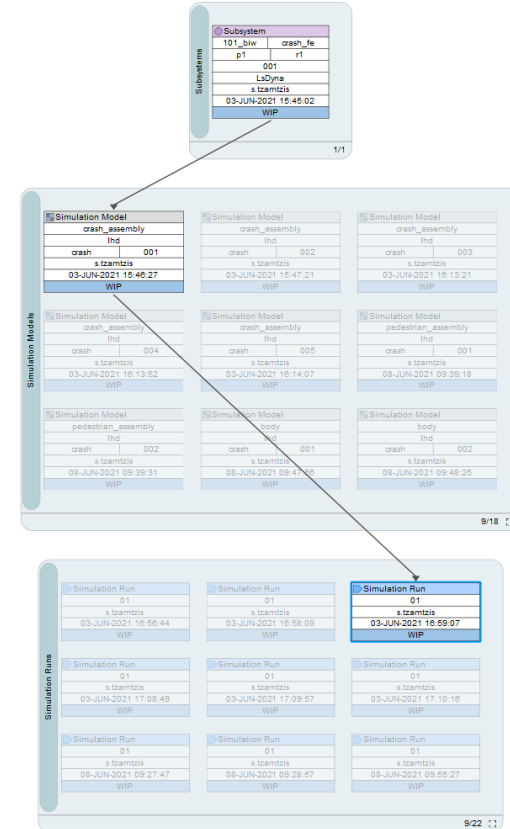 Subsystems
Subsystem
101_biw crash_fe
p1 r1
001
LsDyna
s.tzamtzis
03-JUN-2021 15:45:02
WIP
1/1
Simulation Models
Simulation Model Simulation Model Simulation Model
crash_assembly crash_assembly crash_assembly
lhd lhd lhd
crash 001 crash 002 crash 003
s.tzamtzis s.tzamtzis s.tzamtzis
03-JUN-2021 15:46:27 03-JUN-2021 15:47:21 03-JUN-2021 16:13:21
WIP WIP WIP
Simulation Model Simulation Model Simulation Model
crash_assembly crash_assembly pedestrian_assembly
lhd lhd lhd
crash 004 crash 005 crash 001
s.tzamtzis s.tzamtzis s.tzamtzis
03-JUN-2021 16:13:52 03-JUN-2021 16:14:07 08-JUN-2021 09:39:18
WIP WIP WIP
Simulation Model Simulation Model Simulation Model
pedestrian_assembly body body
lhd lhd lhd
crash 002 crash 001 crash 002
s.tzamtzis s.tzamtzis s.tzamtzis
08-JUN-2021 09:39:31 08-JUN-2021 08-JUN-2021 09:48:25
WIP WIP WIP
9/18
Simulation Runs
Simulation Run Simulation Run Simulation Run
01 01 01
s.tzamtzis s.tzamtzis s.tzamtzis
03-JUN-2021 16:56:44 03-JUN-2021 16:58:09 03-JUN-2021 16:59:07
WIP WIP WIP
Simulation Run Simulation Run Simulation Run
01 01 01
s.tzamtzis s.tzamtzis s.tzamtzis
03-JUN-2021 17:08:49 03-JUN-2021 17:09:57 03-JUN-2021 17:10:16
WIP WIP WIP
Simulation Run Simulation Run Simulation Run
01 01 01
s.tzamtzis s.tzamtzis s.tzamtzis
08-JUN-2021 09:27:47 08-JUN-2021 09:28:57 08-JUN-2021 09:55:27
WIP WIP WIP
9/22